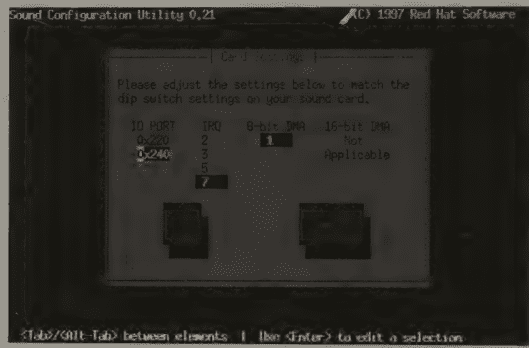 Sound Configuration Utility 0.21 (C) 1997 Red Hat Software
Card Settings
Please adjust the settings below to match the
dip switch settings on your sound card.
IO PORT IRQ 8-bit DMA 16-bit DMA
0x220 2 1 Not
0x240 3 Applicable
5
7
<Tab>/<Alt-Tab> between elements | Use <Enter> to edit a selection